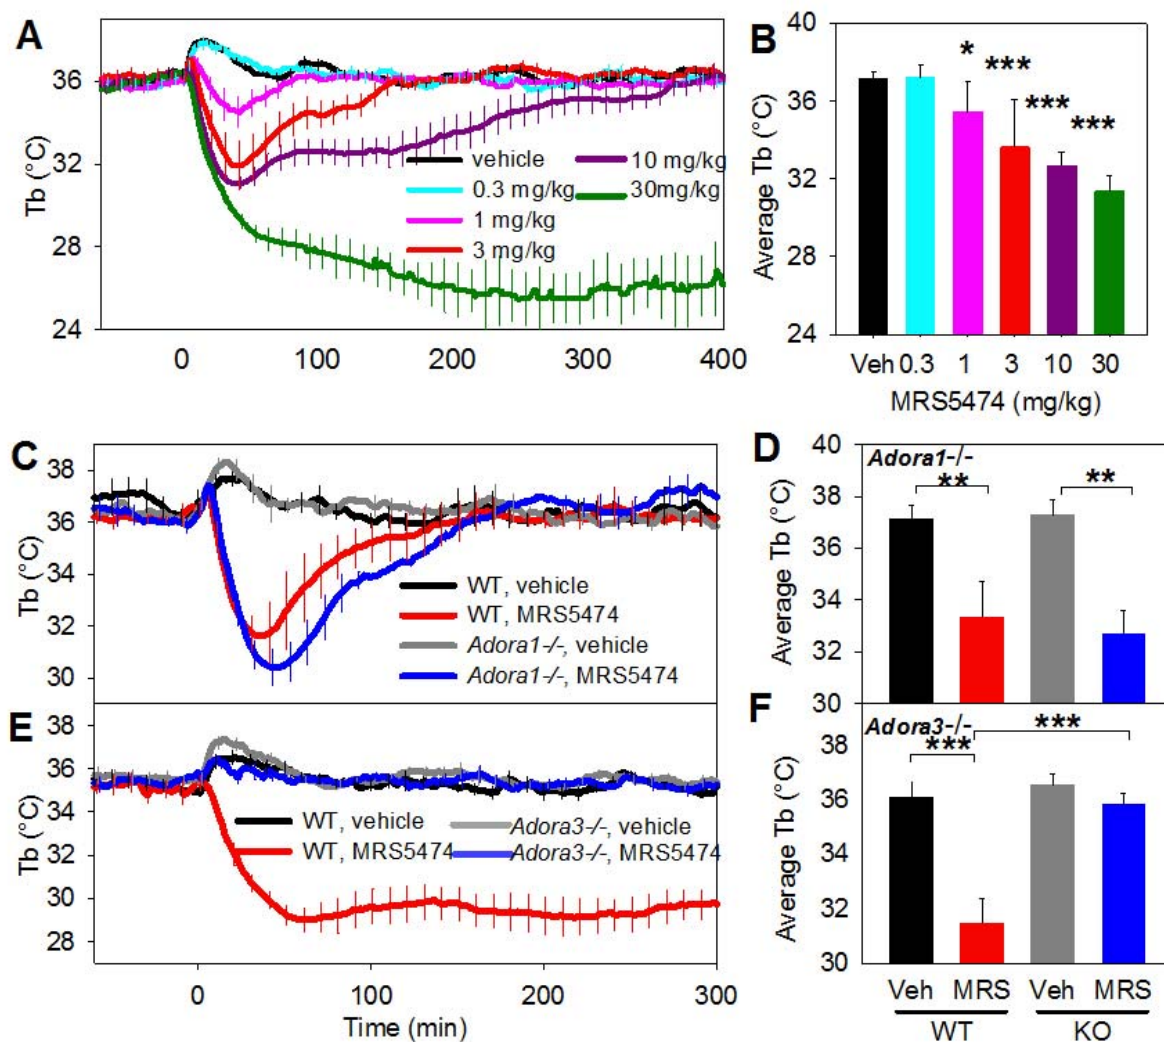 A
Tb (°C)
40
36
32
28
24
vehicle
0.3 mg/kg
1 mg/kg
3 mg/kg
10 mg/kg
30mg/kg
0 100 200 300 400
B
Average Tb (°C)
40
36
32
28
24
* *** *** ***
Veh 0.3 1 3 10 30
MRS5474 (mg/kg)
C
Tb (°C)
38
36
34
32
30
WT, vehicle
WT, MRS5474
Adora1-/-, vehicle
Adora1-/-, MRS5474
D
Average Tb (°C)
40
37
35
32
30
Adora1-/-
** **
E
Tb (°C)
38
36
34
32
30
28
WT, vehicle
WT, MRS5474
Adora3-/-, vehicle
Adora3-/-, MRS5474
0 100 200 300
Time (min)
F
Average Tb (°C)
38
36
34
32
30
Adora3-/-
*** ***
Veh MRS Veh MRS
WT KO